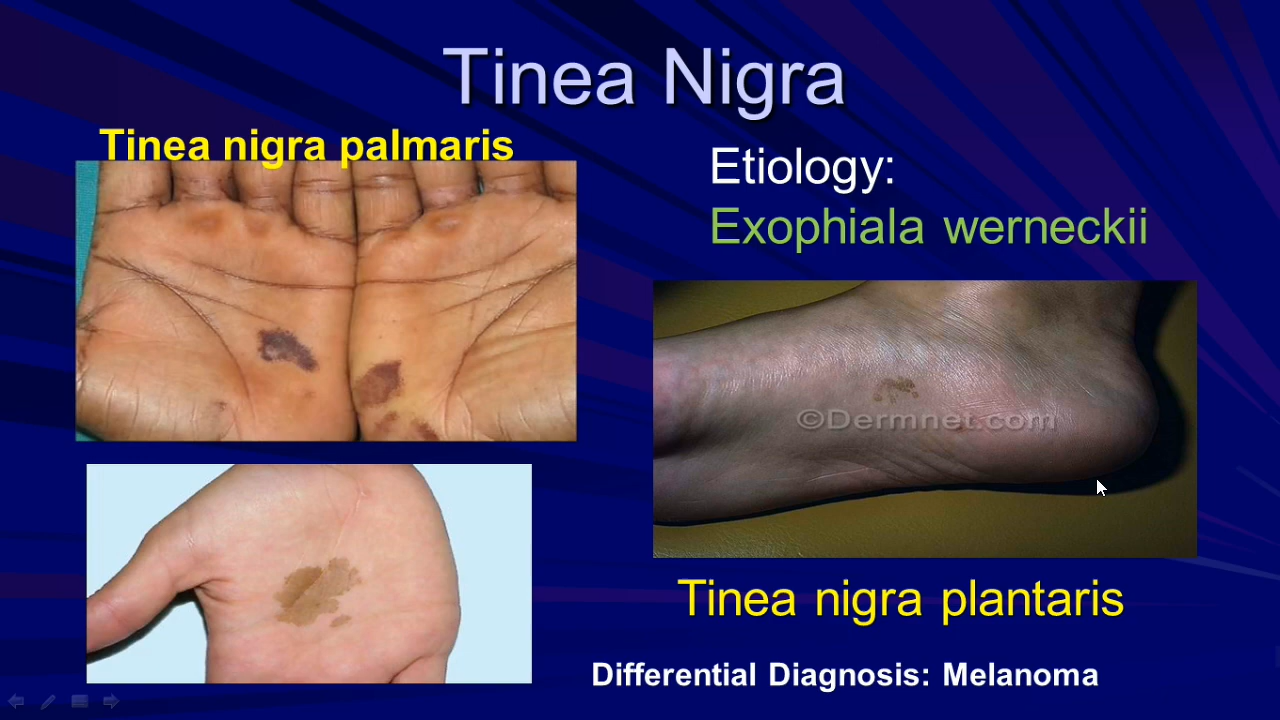 Tinea Nigra
Tinea nigra palmaris
Etiology:
Exophiala werneckii
©Dermnet.com
Tinea nigra plantaris
Differential Diagnosis: Melanoma